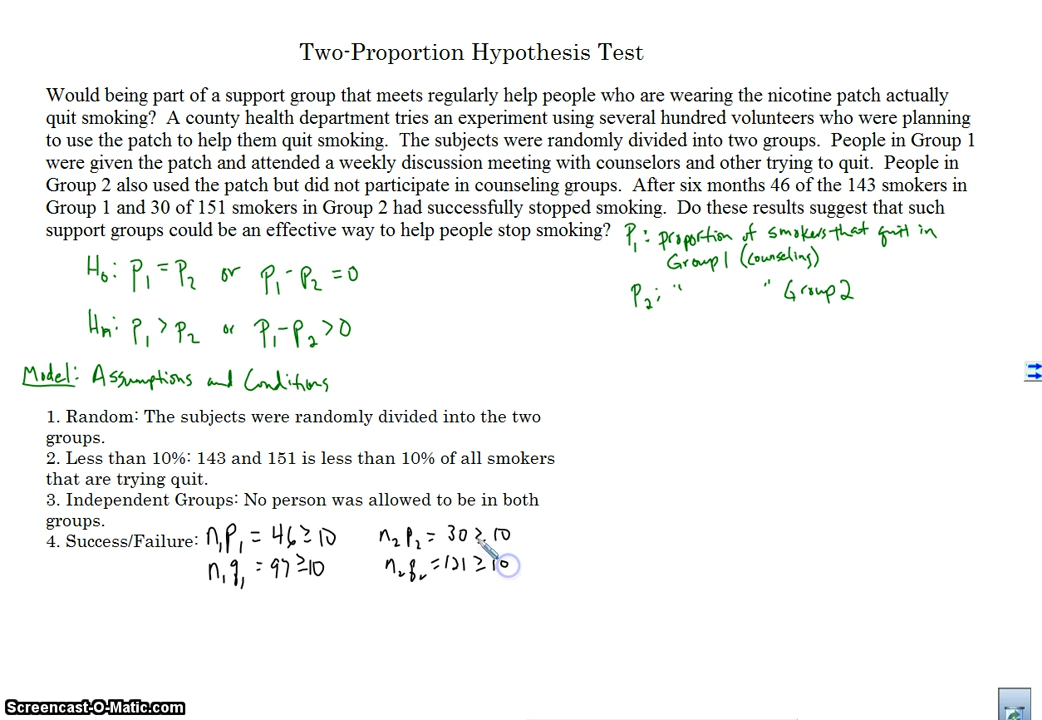 Two-Proportion Hypothesis Test
Would being part of a support group that meets regularly help people who are wearing the nicotine patch actually
quit smoking? A county health department tries an experiment using several hundred volunteers who were planning
to use the patch to help them quit smoking. The subjects were randomly divided into two groups. People in Group 1
were given the patch and attended a weekly discussion meeting with counselors and other trying to quit. People in
Group 2 also used the patch but did not participate in counseling groups. After six months 46 of the 143 smokers in
Group 1 and 30 of 151 smokers in Group 2 had successfully stopped smoking. Do these results suggest that such
support groups could be an effective way to help people stop smoking?
P₁: proportion of smokers that quit in
Group 1 (counseling)
P₂: " " Group 2
H₀: P₁ = P₂ or P₁ - P₂ = 0
Hₐ: P₁ > P₂ or P₁ - P₂ > 0
Model: Assumptions and Conditions
1. Random: The subjects were randomly divided into the two
groups.
2. Less than 10%: 143 and 151 is less than 10% of all smokers
that are trying quit.
3. Independent Groups: No person was allowed to be in both
groups.
4. Success/Failure: n₁P₁ = 46 ≥ 10 n₂P₂ = 30 ≥ 10
n₁q₁ = 97 ≥ 10 n₂q₂ = 121 ≥ 10
Screencast-O-Matic.com